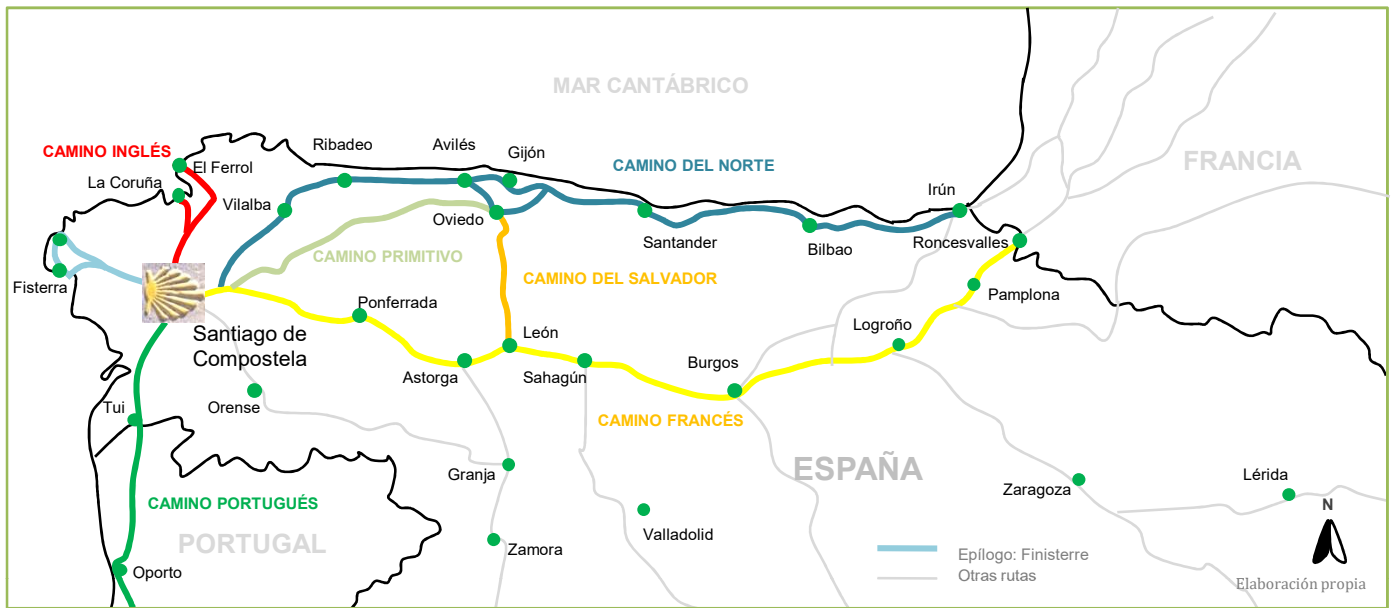 MAR CANTÁBRICO
FRANCIA
CAMINO INGLÉS
El Ferrol
La Coruña
Ribadeo
Avilés
Gijón
CAMINO DEL NORTE
Irún
Vilalba
Oviedo
Santander
Bilbao
Roncesvalles
CAMINO PRIMITIVO
CAMINO DEL SALVADOR
Fisterra
Pamplona
Ponferrada
Santiago de
Compostela
León
Logroño
Astorga
Sahagún
Burgos
Tui
Orense
CAMINO FRANCÉS
Granja
ESPAÑA
Zaragoza
Lérida
CAMINO PORTUGUÉS
N
PORTUGAL
Zamora
Valladolid
Epílogo: Finisterre
Otras rutas
Oporto
Elaboración propia